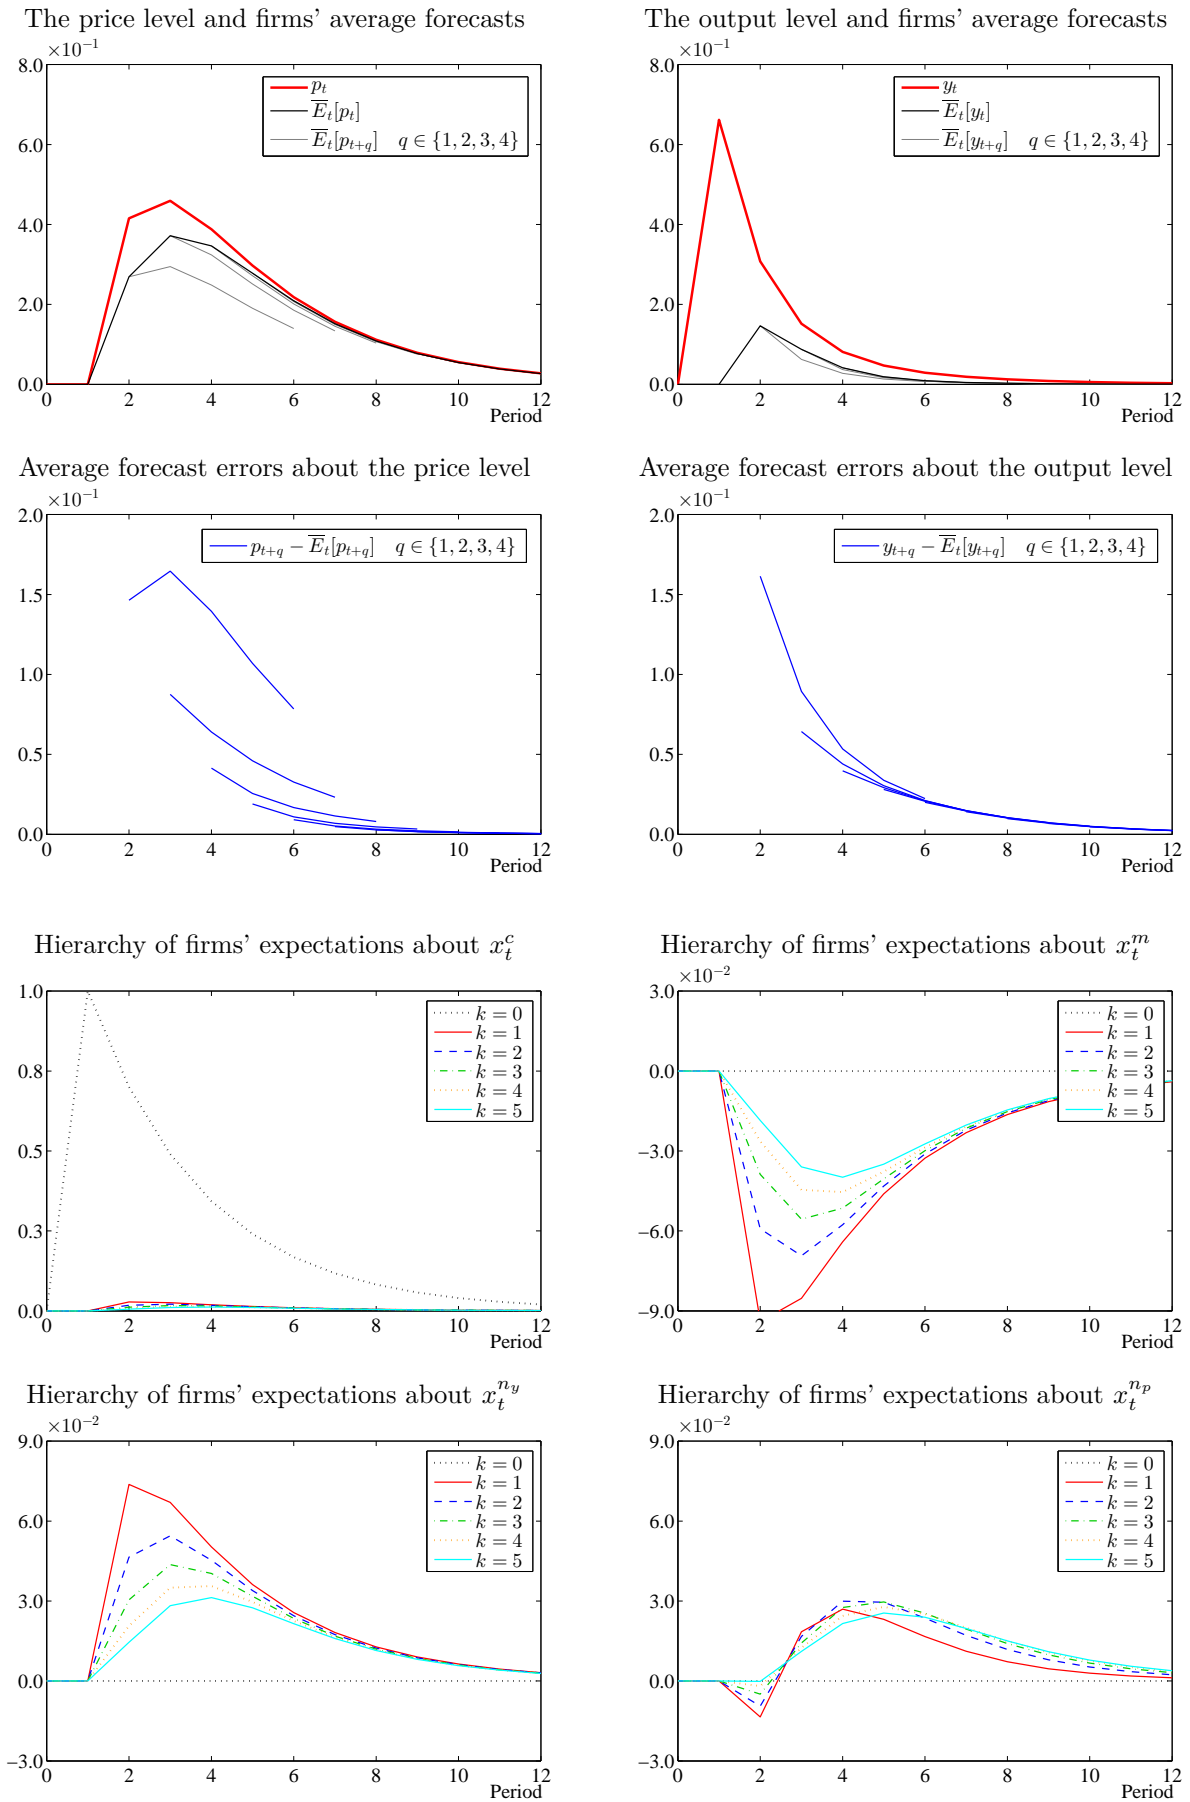 The price level and firms' average forecasts
×10⁻¹
8.0
6.0
4.0
2.0
0.0
p_t
E̅_t[p_t]
E̅_t[p_{t+q}] q ∈ {1, 2, 3, 4}
0 2 4 6 8 10 12
Period
The output level and firms' average forecasts
×10⁻¹
8.0
6.0
4.0
2.0
0.0
y_t
E̅_t[y_t]
E̅_t[y_{t+q}] q ∈ {1, 2, 3, 4}
0 2 4 6 8 10 12
Period
Average forecast errors about the price level
×10⁻¹
2.0
1.5
1.0
0.5
0.0
p_{t+q} − E̅_t[p_{t+q}] q ∈ {1, 2, 3, 4}
0 2 4 6 8 10 12
Period
Average forecast errors about the output level
×10⁻¹
2.0
1.5
1.0
0.5
0.0
y_{t+q} − E̅_t[y_{t+q}] q ∈ {1, 2, 3, 4}
0 2 4 6 8 10 12
Period
Hierarchy of firms' expectations about x_t^c
1.0
0.8
0.5
0.3
0.0
k = 0
k = 1
k = 2
k = 3
k = 4
k = 5
0 2 4 6 8 10 12
Period
Hierarchy of firms' expectations about x_t^m
×10⁻²
3.0
0.0
−3.0
−6.0
−9.0
k = 0
k = 1
k = 2
k = 3
k = 4
k = 5
0 2 4 6 8 10 12
Period
Hierarchy of firms' expectations about x_t^{n_y}
×10⁻²
9.0
6.0
3.0
0.0
−3.0
k = 0
k = 1
k = 2
k = 3
k = 4
k = 5
0 2 4 6 8 10 12
Period
Hierarchy of firms' expectations about x_t^{n_p}
×10⁻²
9.0
6.0
3.0
0.0
−3.0
k = 0
k = 1
k = 2
k = 3
k = 4
k = 5
0 2 4 6 8 10 12
Period